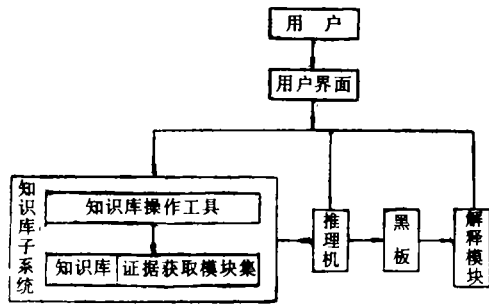 用户
用户界面
知识库子系统
知识库操作工具
知识库 证据获取模块集
推理机
黑板
解释模块